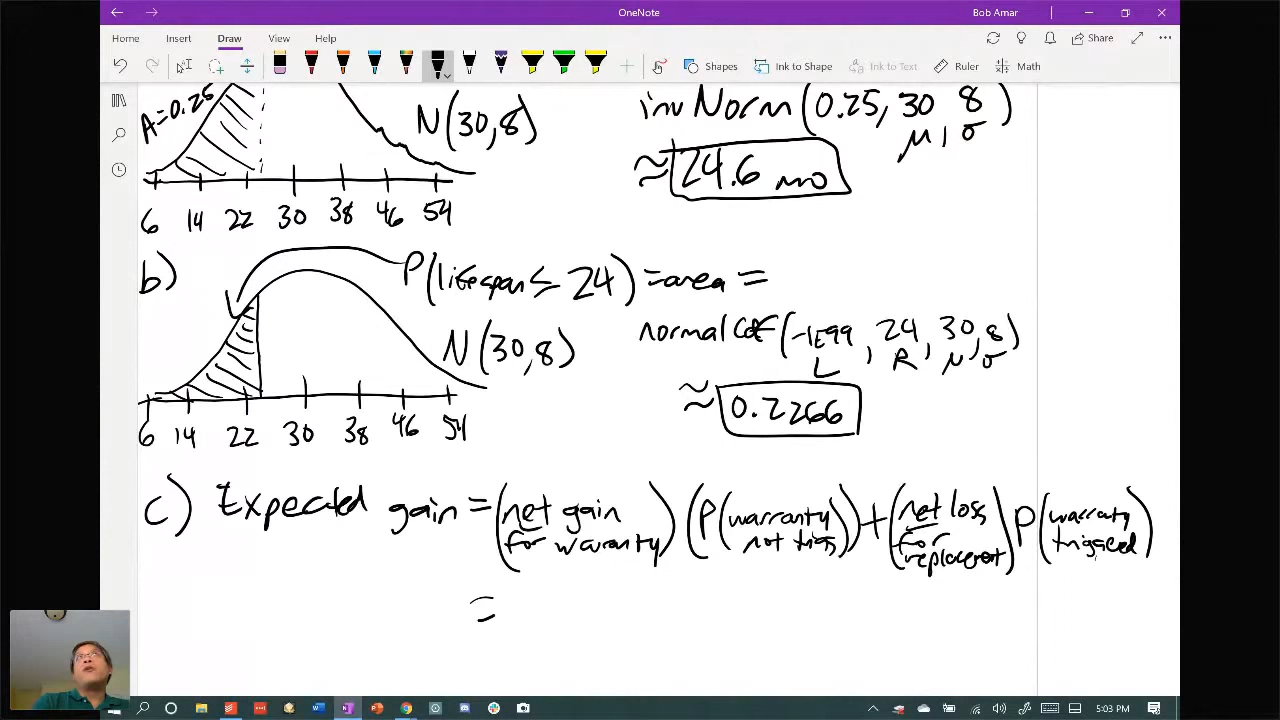 OneNote
Bob Amar
Home Insert Draw View Help
Share
Shapes Ink to Shape Ink to Text Ruler Math
A=0.25
N(30,8)
6 14 22 30 38 46 54
invNorm(0.25, 30 8)
μ, σ
≈ 24.6 mo
b)
P(lifespan ≤ 24) = area =
N(30,8)
6 14 22 30 38 46 54
normalCdf(-1E99, 24, 30, 8)
L R μ σ
≈ 0.2266
c) Expected gain = (net gain for warranty)(P(warranty not trigg)) + (net loss for replacement) P(warranty triggered)
=
5:03 PM